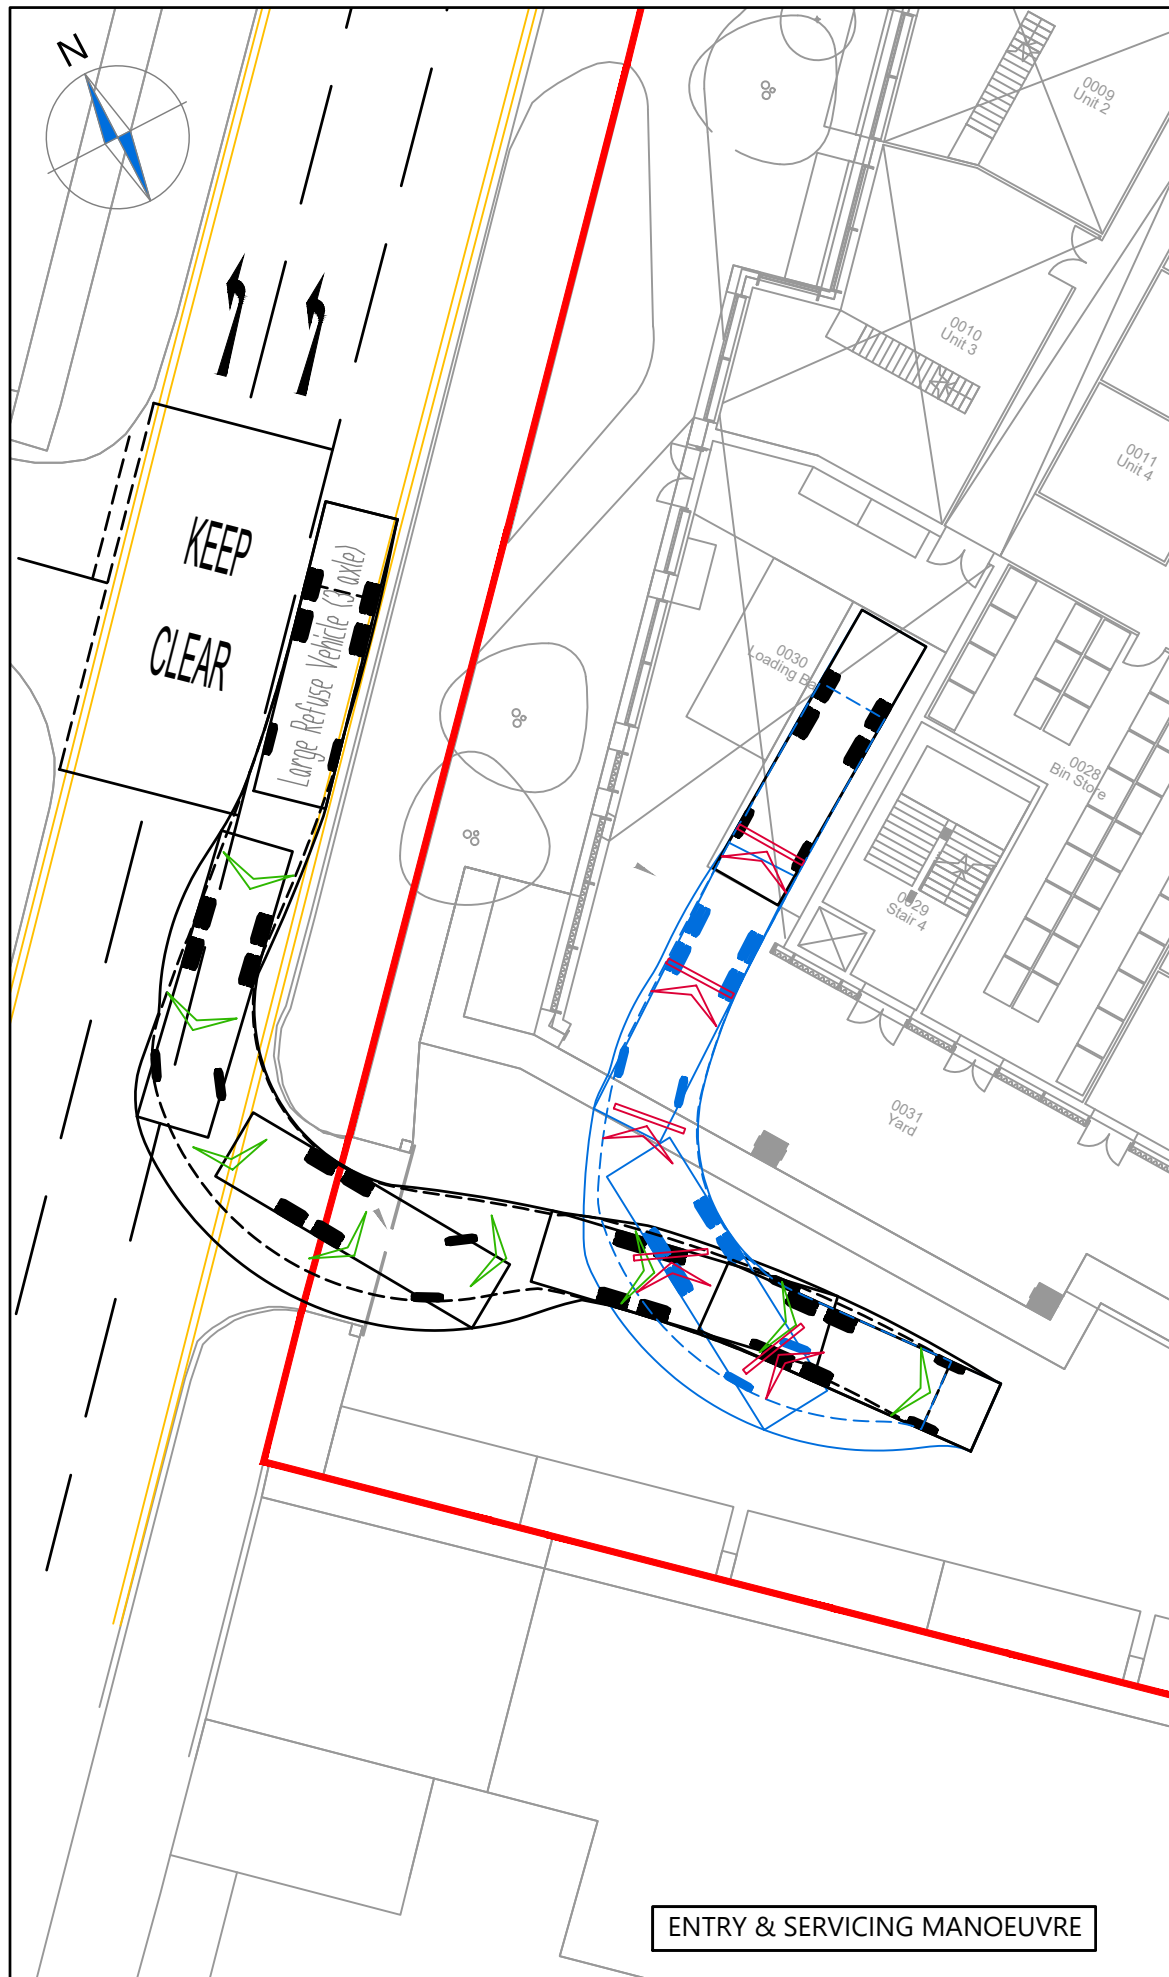 N
0009
Unit 2
0010
Unit 3
0011
Unit 4
KEEP
CLEAR
Large Refuse Vehicle (3 axle)
0030
Loading Ba
0028
Bin Store
0029
Stair 4
0031
Yard
ENTRY & SERVICING MANOEUVRE